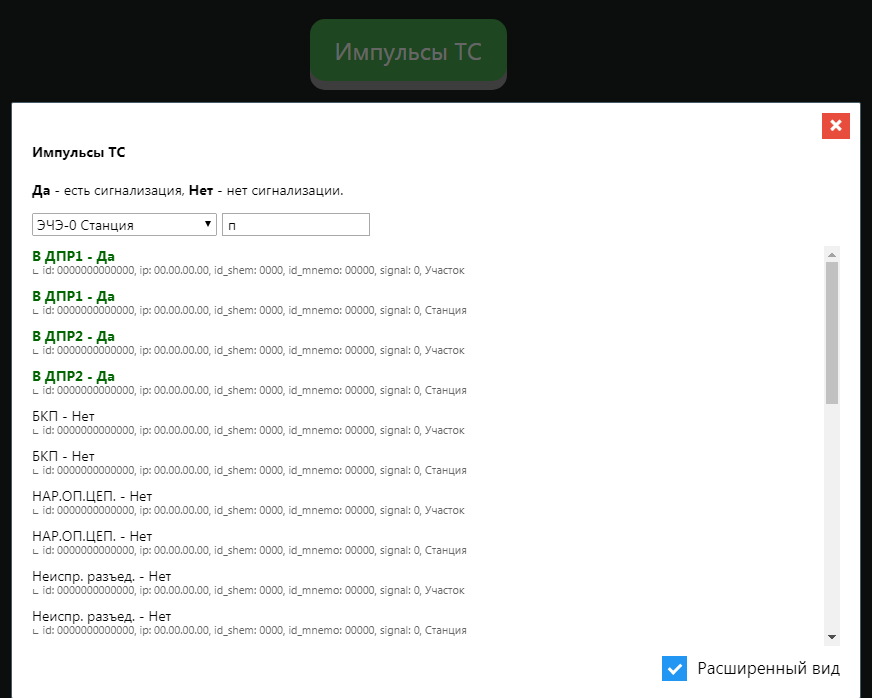 Импульсы ТС
Импульсы ТС
Да - есть сигнализация, Нет - нет сигнализации.
ЭЧЭ-0 Станция п
В ДПР1 - Да
∟ id: 0000000000000, ip: 00.00.00.00, id_shem: 0000, id_mnemo: 00000, signal: 0, Участок
В ДПР1 - Да
∟ id: 0000000000000, ip: 00.00.00.00, id_shem: 0000, id_mnemo: 00000, signal: 0, Станция
В ДПР2 - Да
∟ id: 0000000000000, ip: 00.00.00.00, id_shem: 0000, id_mnemo: 00000, signal: 0, Участок
В ДПР2 - Да
∟ id: 0000000000000, ip: 00.00.00.00, id_shem: 0000, id_mnemo: 00000, signal: 0, Станция
БКП - Нет
∟ id: 0000000000000, ip: 00.00.00.00, id_shem: 0000, id_mnemo: 00000, signal: 0, Участок
БКП - Нет
∟ id: 0000000000000, ip: 00.00.00.00, id_shem: 0000, id_mnemo: 00000, signal: 0, Станция
НАР.ОП.ЦЕП. - Нет
∟ id: 0000000000000, ip: 00.00.00.00, id_shem: 0000, id_mnemo: 00000, signal: 0, Участок
НАР.ОП.ЦЕП. - Нет
∟ id: 0000000000000, ip: 00.00.00.00, id_shem: 0000, id_mnemo: 00000, signal: 0, Станция
Неиспр. разъед. - Нет
∟ id: 0000000000000, ip: 00.00.00.00, id_shem: 0000, id_mnemo: 00000, signal: 0, Участок
Неиспр. разъед. - Нет
∟ id: 0000000000000, ip: 00.00.00.00, id_shem: 0000, id_mnemo: 00000, signal: 0, Станция
Расширенный вид